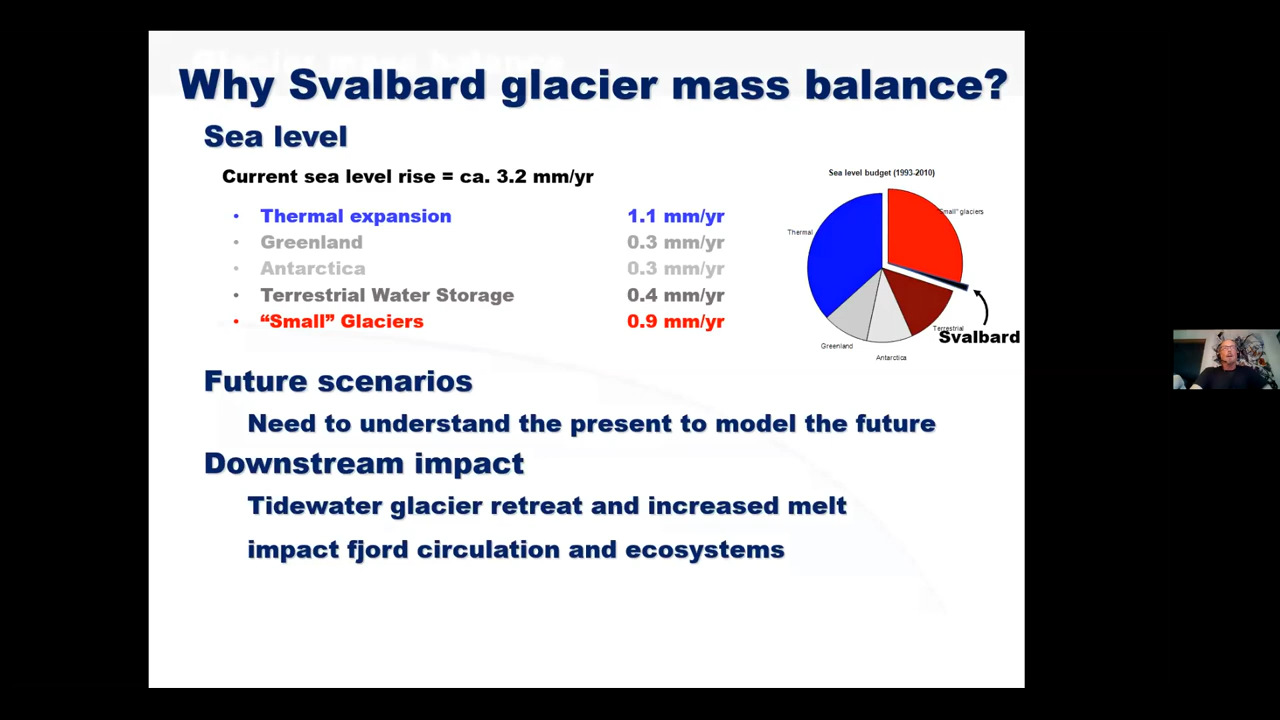 Why Svalbard glacier mass balance?
Sea level
Current sea level rise = ca. 3.2 mm/yr
• Thermal expansion 1.1 mm/yr
• Greenland 0.3 mm/yr
• Antarctica 0.3 mm/yr
• Terrestrial Water Storage 0.4 mm/yr
• “Small” Glaciers 0.9 mm/yr
Sea level budget (1993-2010)
"Small" glaciers
Thermal
Terrestrial
Svalbard
Greenland
Antarctica
Future scenarios
Need to understand the present to model the future
Downstream impact
Tidewater glacier retreat and increased melt
impact fjord circulation and ecosystems